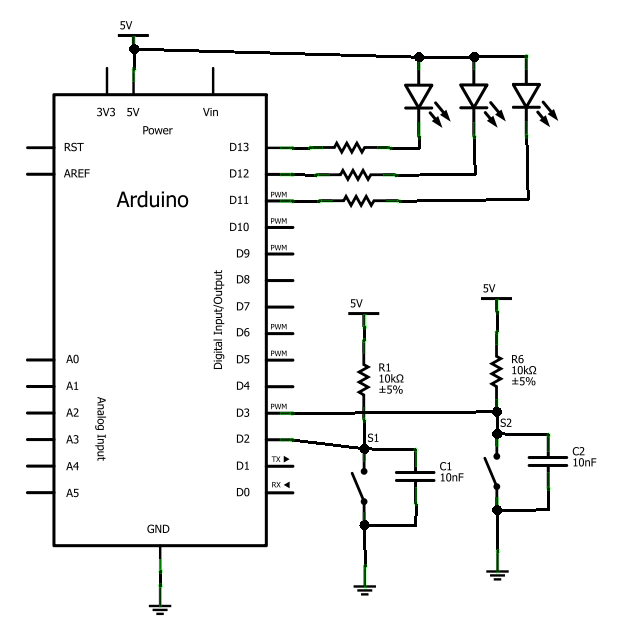 5V
3V3 5V Vin
Power
RST D13
AREF D12
Arduino
D11 PWM
D10 PWM
D9 PWM
D8
D7
D6 PWM
Digital Input/Output
A0 D5 PWM
A1 D4
A2 D3 PWM
A3 D2
A4 D1 TX
A5 D0 RX
Analog Input
GND
5V
R1
10kΩ
±5%
S1
C1
10nF
5V
R6
10kΩ
±5%
S2
C2
10nF